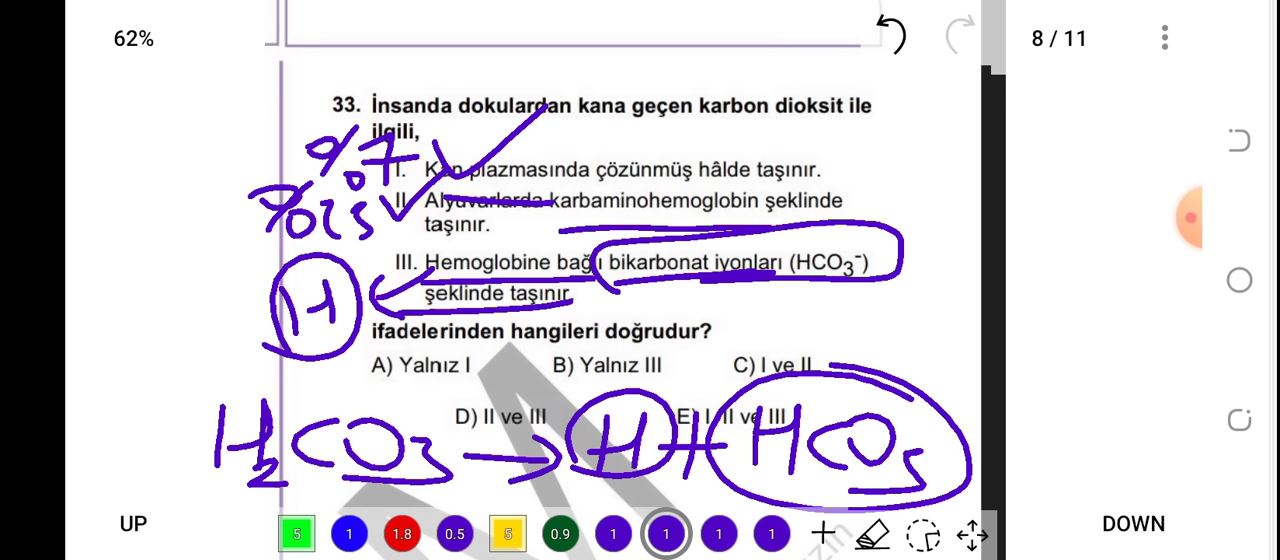 62%
8 / 11
33. İnsanda dokulardan kana geçen karbon dioksit ile
ilgili,
%7
I. Kan plazmasında çözünmüş hâlde taşınır.
%25
II. Alyuvarlarda karbaminohemoglobin şeklinde
taşınır.
III. Hemoglobine bağlı bikarbonat iyonları (HCO3⁻)
şeklinde taşınır.
H
ifadelerinden hangileri doğrudur?
A) Yalnız I B) Yalnız III C) I ve II
D) II ve III E) I, II ve III
H2CO3 → H + HCO3
UP
5 1 1.8 0.5 5 0.9 1 1 1 1
DOWN